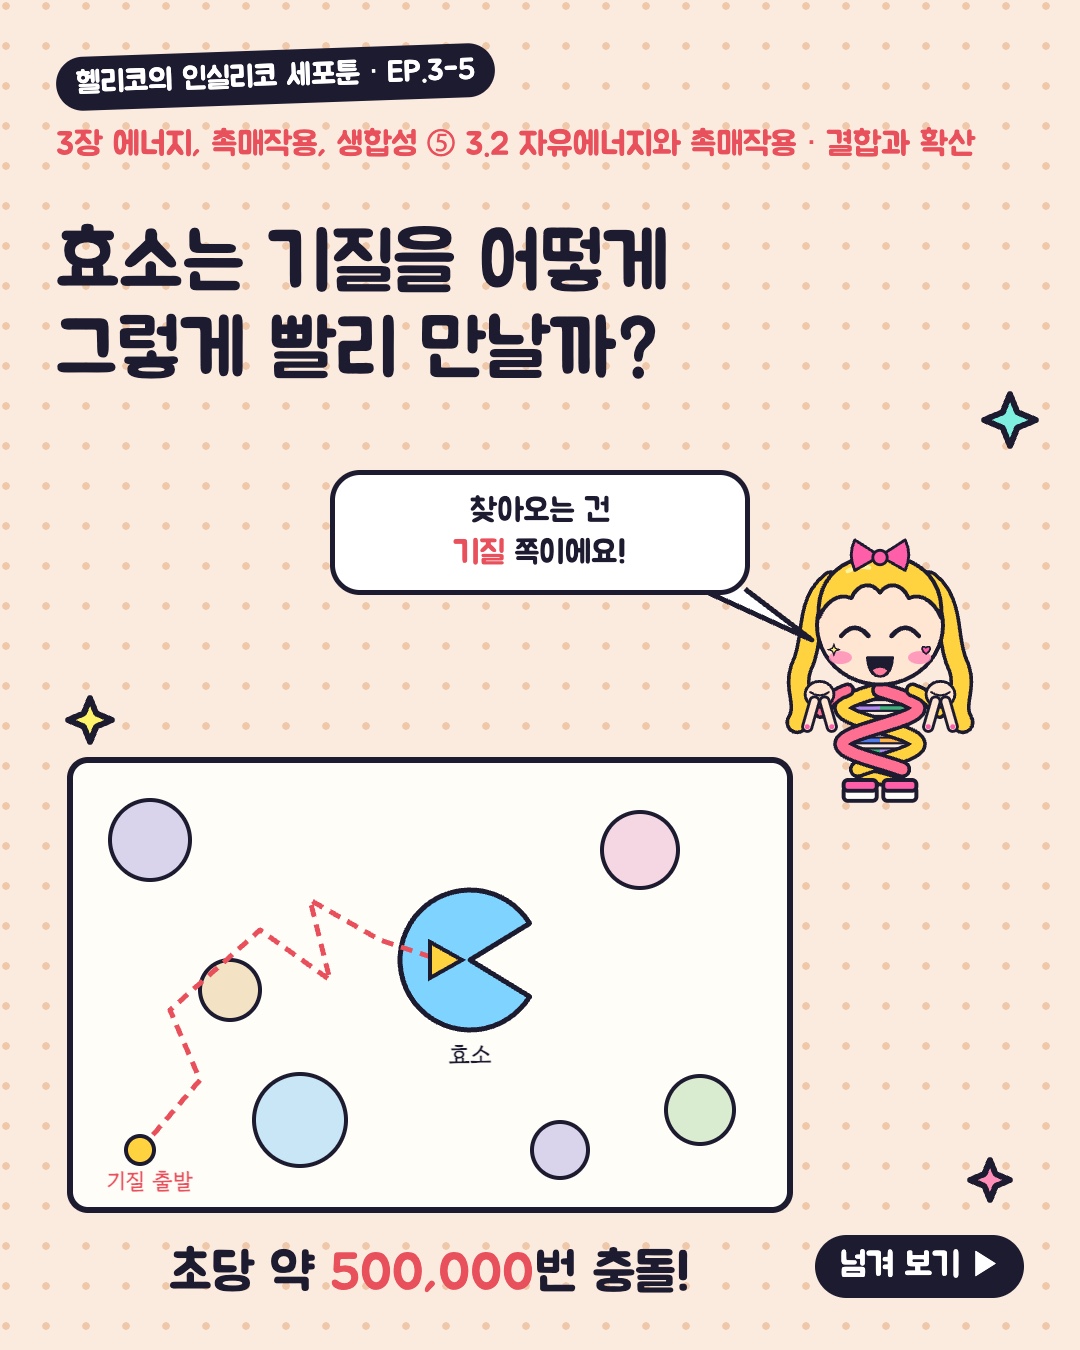 헬리코의 인실리코 세포툰 · EP.3-5
3장 에너지, 촉매작용, 생합성 ⑤ 3.2 자유에너지와 촉매작용 · 결합과 확산
효소는 기질을 어떻게
그렇게 빨리 만날까?
찾아오는 건
기질 쪽이에요!
효소
기질 출발
초당 약 500,000번 충돌!
넘겨 보기 ▶